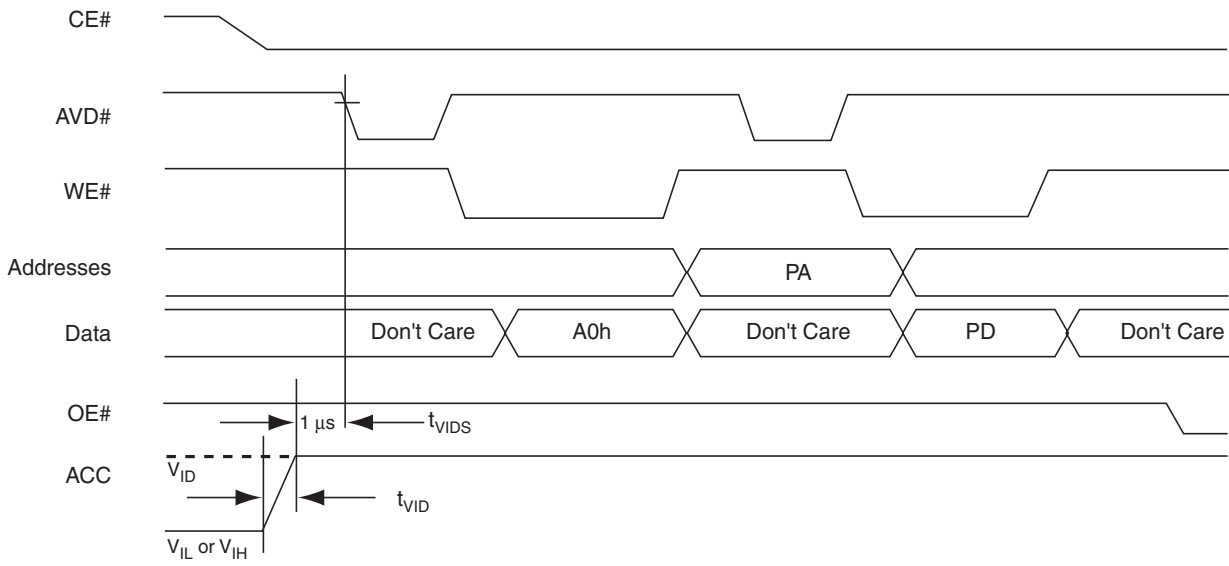 CE#
AVD#
WE#
Addresses
PA
Data
Don't Care
A0h
Don't Care
PD
Don't Care
OE#
1 μs
tVIDS
ACC
VID
tVID
VIL or VIH